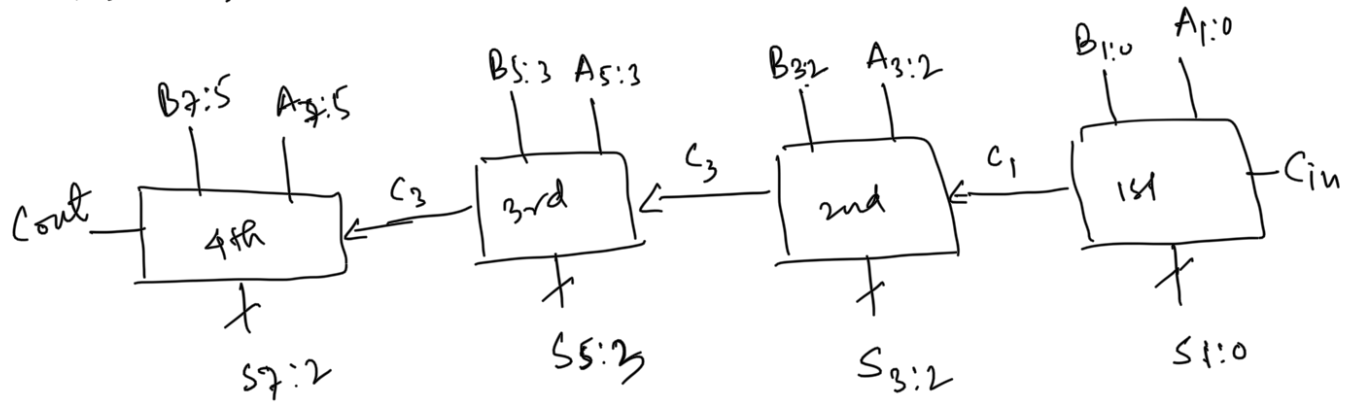 B7:5 A7:5 B5:3 A5:3 B3:2 A3:2 B1:0 A1:0
Cout 4th C3 3rd C3 2nd C1 1st Cin
S7:2 S5:3 S3:2 S1:0